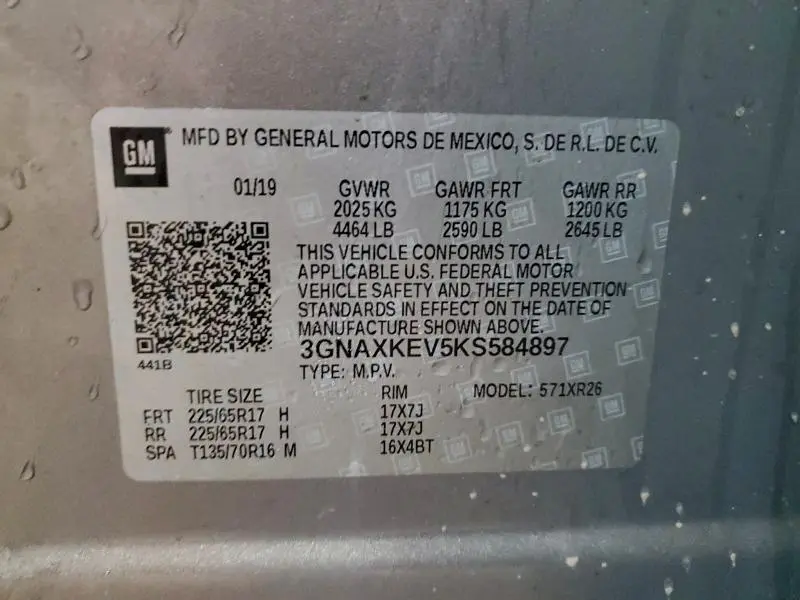 GM® MFD BY GENERAL MOTORS DE MEXICO, S. DE R.L. DE C.V.
01/19 GVWR GAWR FRT GAWR RR
2025 KG 1175 KG 1200 KG
4464 LB 2590 LB 2645 LB
THIS VEHICLE CONFORMS TO ALL
APPLICABLE U.S. FEDERAL MOTOR
VEHICLE SAFETY AND THEFT PREVENTION
STANDARDS IN EFFECT ON THE DATE OF
MANUFACTURE SHOWN ABOVE.
3GNAXKEV5KS584897
441B TYPE: M.P.V.
TIRE SIZE RIM MODEL: 571XR26
FRT 225/65R17 H 17X7J
RR 225/65R17 H 17X7J
SPA T135/70R16 M 16X4BT